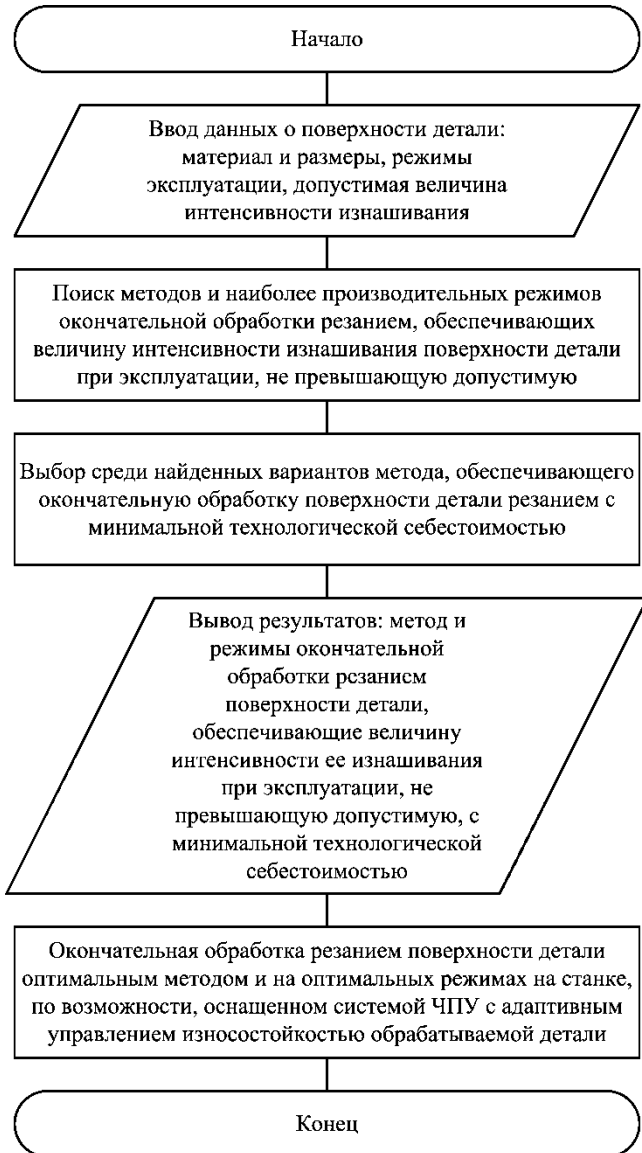 Начало
Ввод данных о поверхности детали:
материал и размеры, режимы
эксплуатации, допустимая величина
интенсивности изнашивания
Поиск методов и наиболее производительных режимов
окончательной обработки резанием, обеспечивающих
величину интенсивности изнашивания поверхности детали
при эксплуатации, не превышающую допустимую
Выбор среди найденных вариантов метода, обеспечивающего
окончательную обработку поверхности детали резанием с
минимальной технологической себестоимостью
Вывод результатов: метод и
режимы окончательной
обработки резанием
поверхности детали,
обеспечивающие величину
интенсивности ее изнашивания
при эксплуатации, не
превышающую допустимую, с
минимальной технологической
себестоимостью
Окончательная обработка резанием поверхности детали
оптимальным методом и на оптимальных режимах на станке,
по возможности, оснащенном системой ЧПУ с адаптивным
управлением износостойкостью обрабатываемой детали
Конец